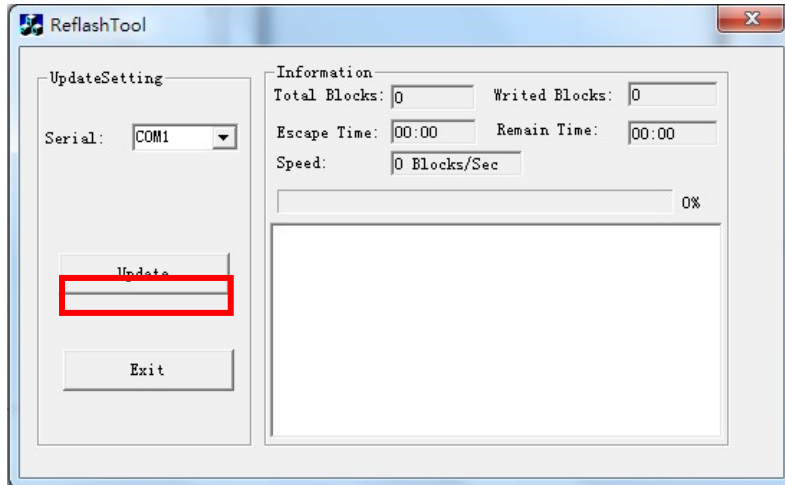 ReflashTool
UpdateSetting
Serial: COM1
Update
Exit
Information
Total Blocks: 0 Writed Blocks: 0
Escape Time: 00:00 Remain Time: 00:00
Speed: 0 Blocks/Sec
0%